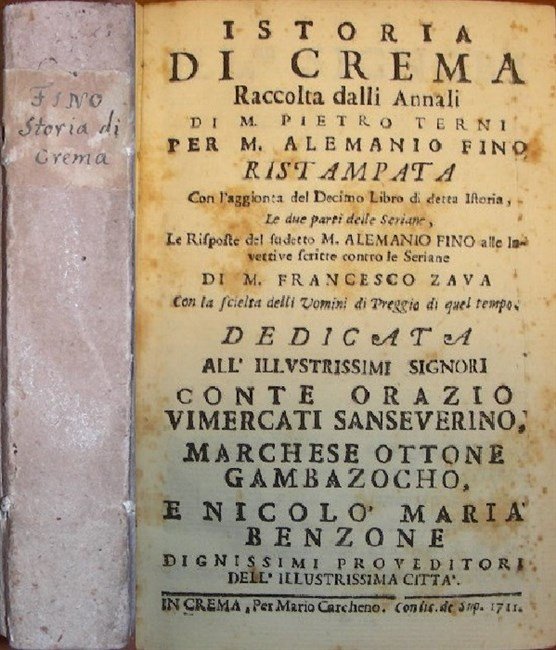 FINO
Storia di
Crema
ISTORIA
DI CREMA
Raccolta dalli Annali
DI M. PIETRO TERNI
PER M. ALEMANIO FINO
RISTAMPATA
Con l'aggionta del Decimo Libro di detta Istoria,
Le due parti delle Seriane,
Le Risposte del sudetto M. ALEMANIO FINO alle In-
vettive scritte contro le Seriane
DI M. FRANCESCO ZAVA
Con la scielta delli Uomini di Preggio di quel tempo.
DEDICATA
ALL' ILLVSTRISSIMI SIGNORI
CONTE ORAZIO
VIMERCATI SANSEVERINO,
MARCHESE OTTONE
GAMBAZOCHO,
E NICOLO' MARIA
BENZONE
DIGNISSIMI PROVEDITORI
DELL' ILLUSTRISSIMA CITTA'.
IN CREMA, Per Mario Carcheno. Con lic. de Sup. 1711.